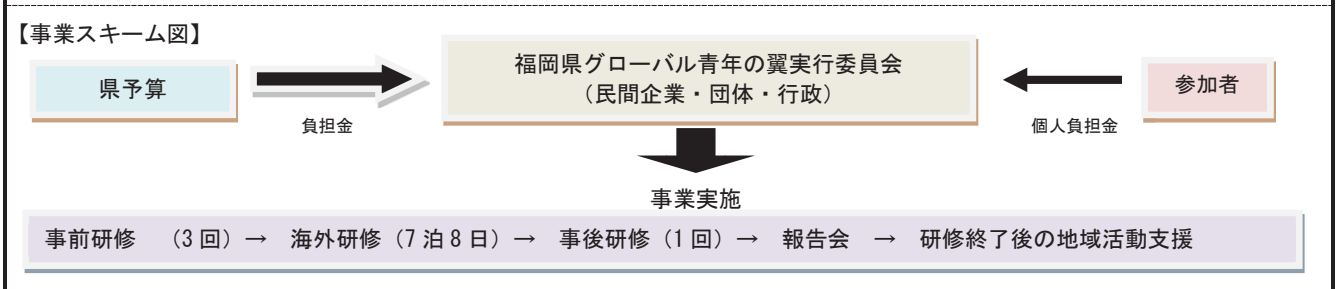 【事業スキーム図】
県予算
負担金
福岡県グローバル青年の翼実行委員会
(民間企業・団体・行政)
参加者
個人負担金
事業実施
事前研修 (3回)→ 海外研修(7泊8日)→ 事後研修(1回)→ 報告会 → 研修終了後の地域活動支援